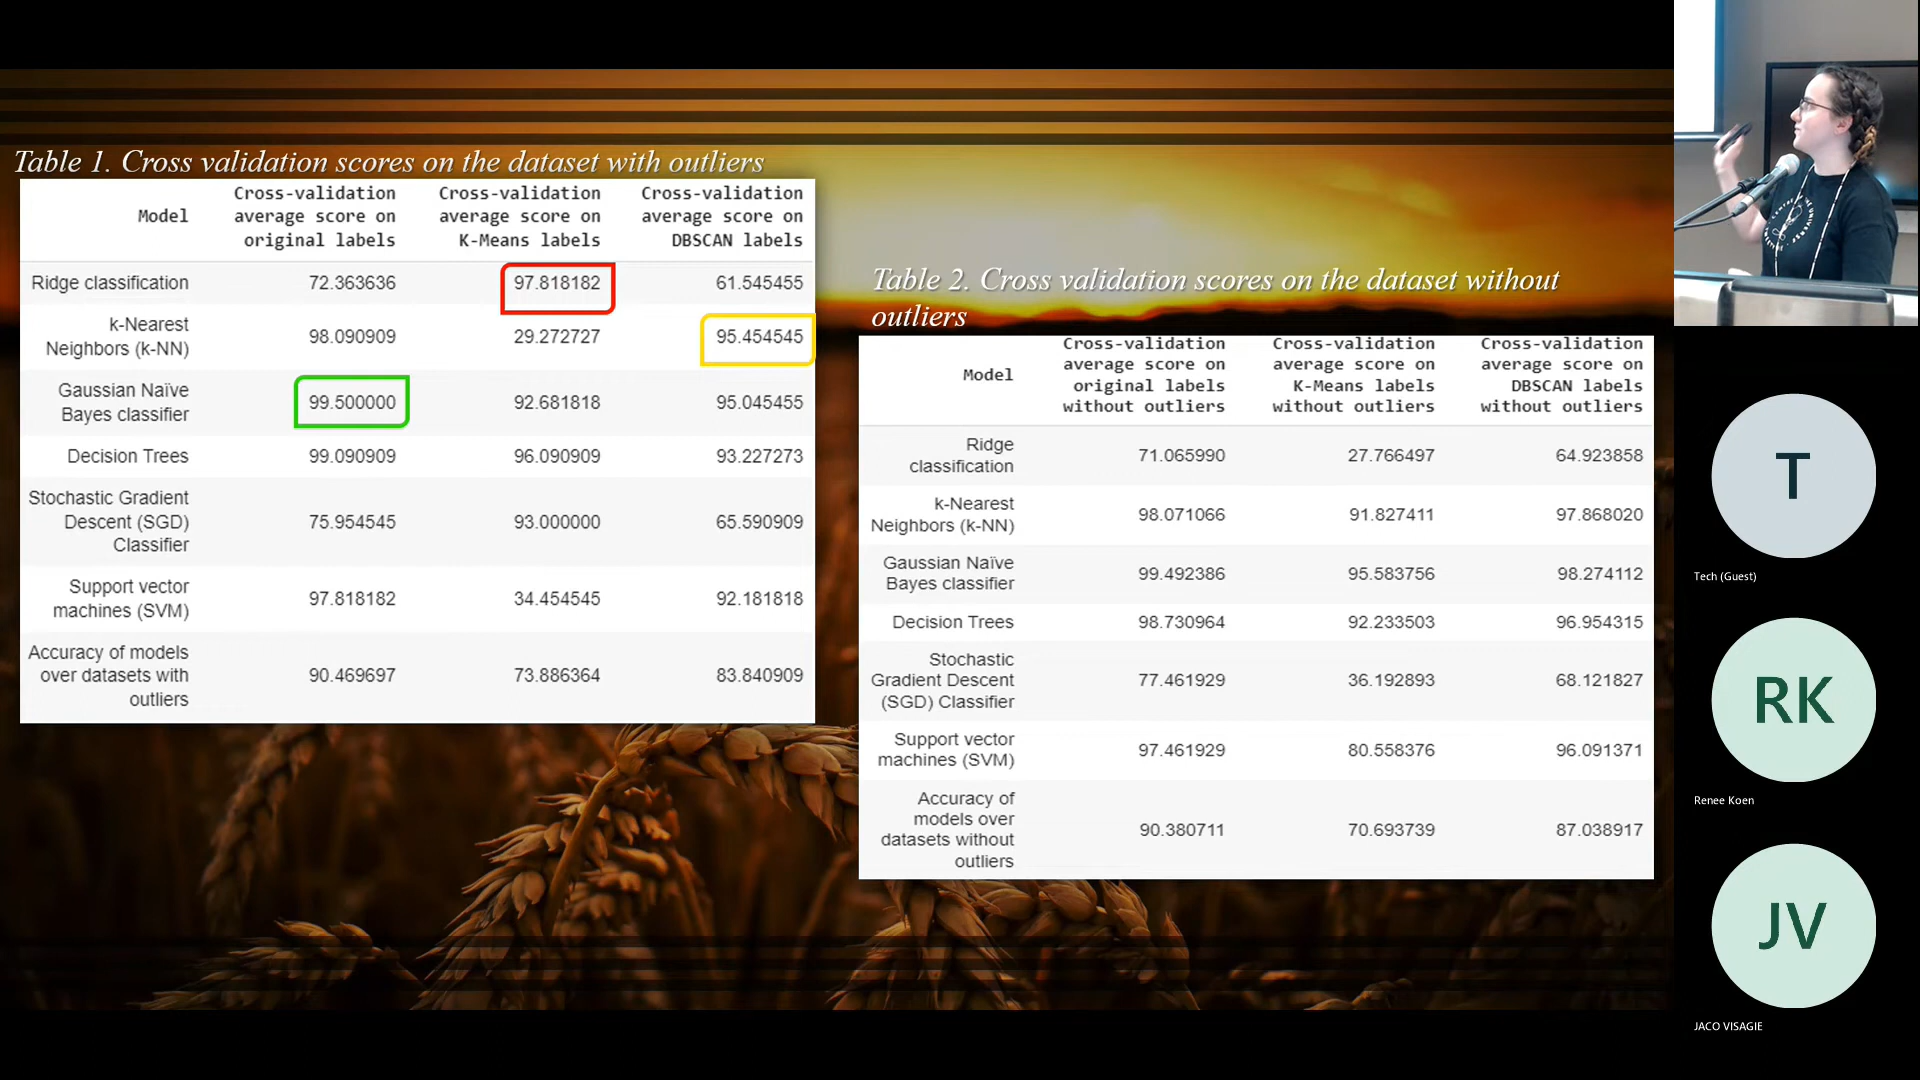 Table 1. Cross validation scores on the dataset with outliers
Model
Cross-validation
average score on
original labels
Cross-validation
average score on
K-Means labels
Cross-validation
average score on
DBSCAN labels
Ridge classification 72.363636 97.818182 61.545455
k-Nearest
Neighbors (k-NN)
98.090909 29.272727 95.454545
Gaussian Naïve
Bayes classifier
99.500000 92.681818 95.045455
Decision Trees 99.090909 96.090909 93.227273
Stochastic Gradient
Descent (SGD)
Classifier
75.954545 93.000000 65.590909
Support vector
machines (SVM)
97.818182 34.454545 92.181818
Accuracy of models
over datasets with
outliers
90.469697 73.886364 83.840909
Table 2. Cross validation scores on the dataset without
outliers
Model
Cross-validation
average score on
original labels
without outliers
Cross-validation
average score on
K-Means labels
without outliers
Cross-validation
average score on
DBSCAN labels
without outliers
Ridge
classification
71.065990 27.766497 64.923858
k-Nearest
Neighbors (k-NN)
98.071066 91.827411 97.868020
Gaussian Naïve
Bayes classifier
99.492386 95.583756 98.274112
Decision Trees 98.730964 92.233503 96.954315
Stochastic
Gradient Descent
(SGD) Classifier
77.461929 36.192893 68.121827
Support vector
machines (SVM)
97.461929 80.558376 96.091371
Accuracy of
models over
datasets without
outliers
90.380711 70.693739 87.038917
T
Tech (Guest)
RK
Renee Koen
JV
JACO VISAGIE